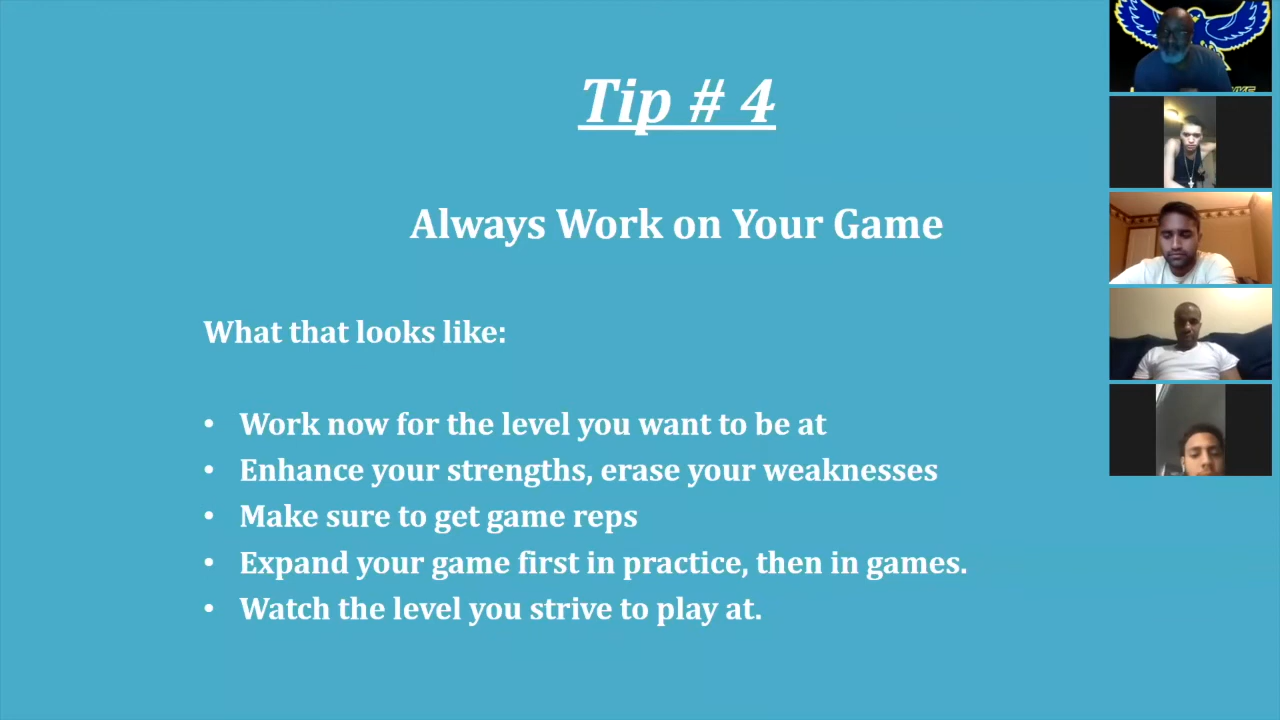 Tip # 4
Always Work on Your Game
What that looks like:
• Work now for the level you want to be at
• Enhance your strengths, erase your weaknesses
• Make sure to get game reps
• Expand your game first in practice, then in games.
• Watch the level you strive to play at.